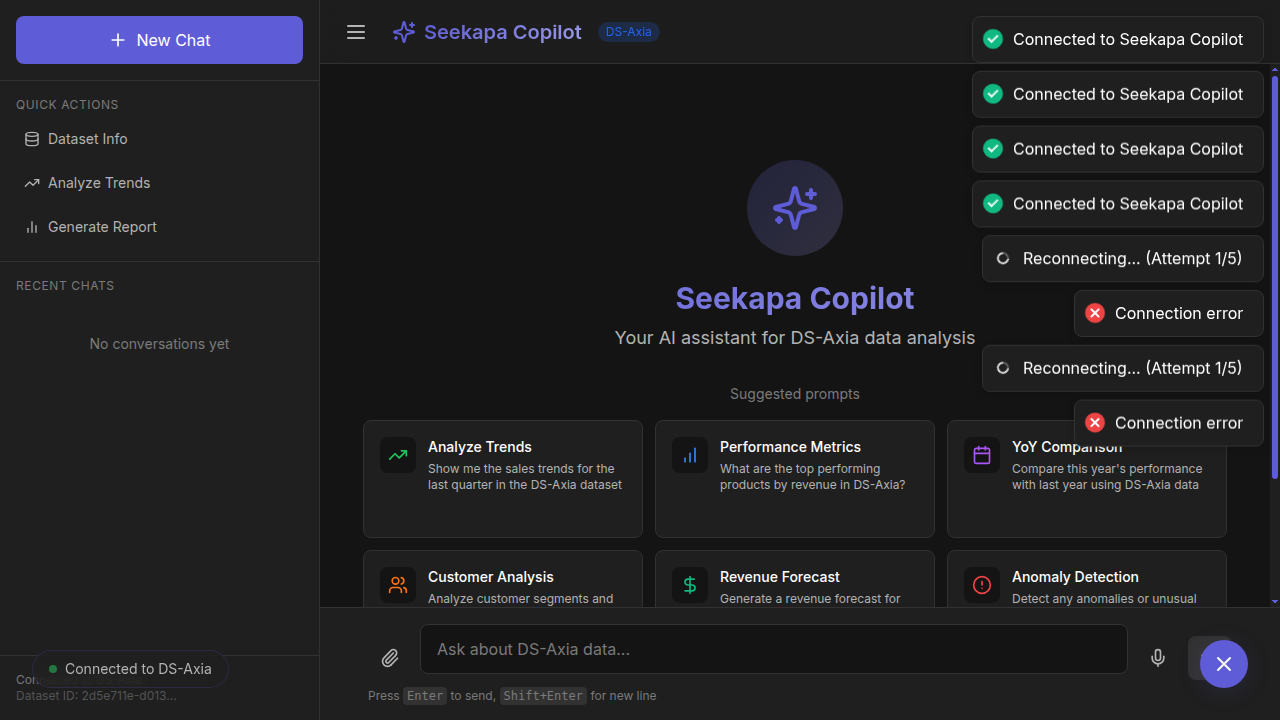 New Chat
QUICK ACTIONS
Dataset Info
Analyze Trends
Generate Report
RECENT CHATS
No conversations yet
Connected to DS-Axia
Dataset ID: 2d5e711e-d013...
Seekapa Copilot
DS-Axia
Connected to Seekapa Copilot
Connected to Seekapa Copilot
Connected to Seekapa Copilot
Connected to Seekapa Copilot
Reconnecting... (Attempt 1/5)
Connection error
Reconnecting... (Attempt 1/5)
Connection error
Seekapa Copilot
Your AI assistant for DS-Axia data analysis
Suggested prompts
Analyze Trends
Show me the sales trends for the
last quarter in the DS-Axia dataset
Performance Metrics
What are the top performing
products by revenue in DS-Axia?
YoY Comparison
Compare this year's performance
with last year using DS-Axia data
Customer Analysis
Analyze customer segments and
Revenue Forecast
Generate a revenue forecast for
Anomaly Detection
Detect any anomalies or unusual
Ask about DS-Axia data...
Press Enter to send, Shift+Enter for new line